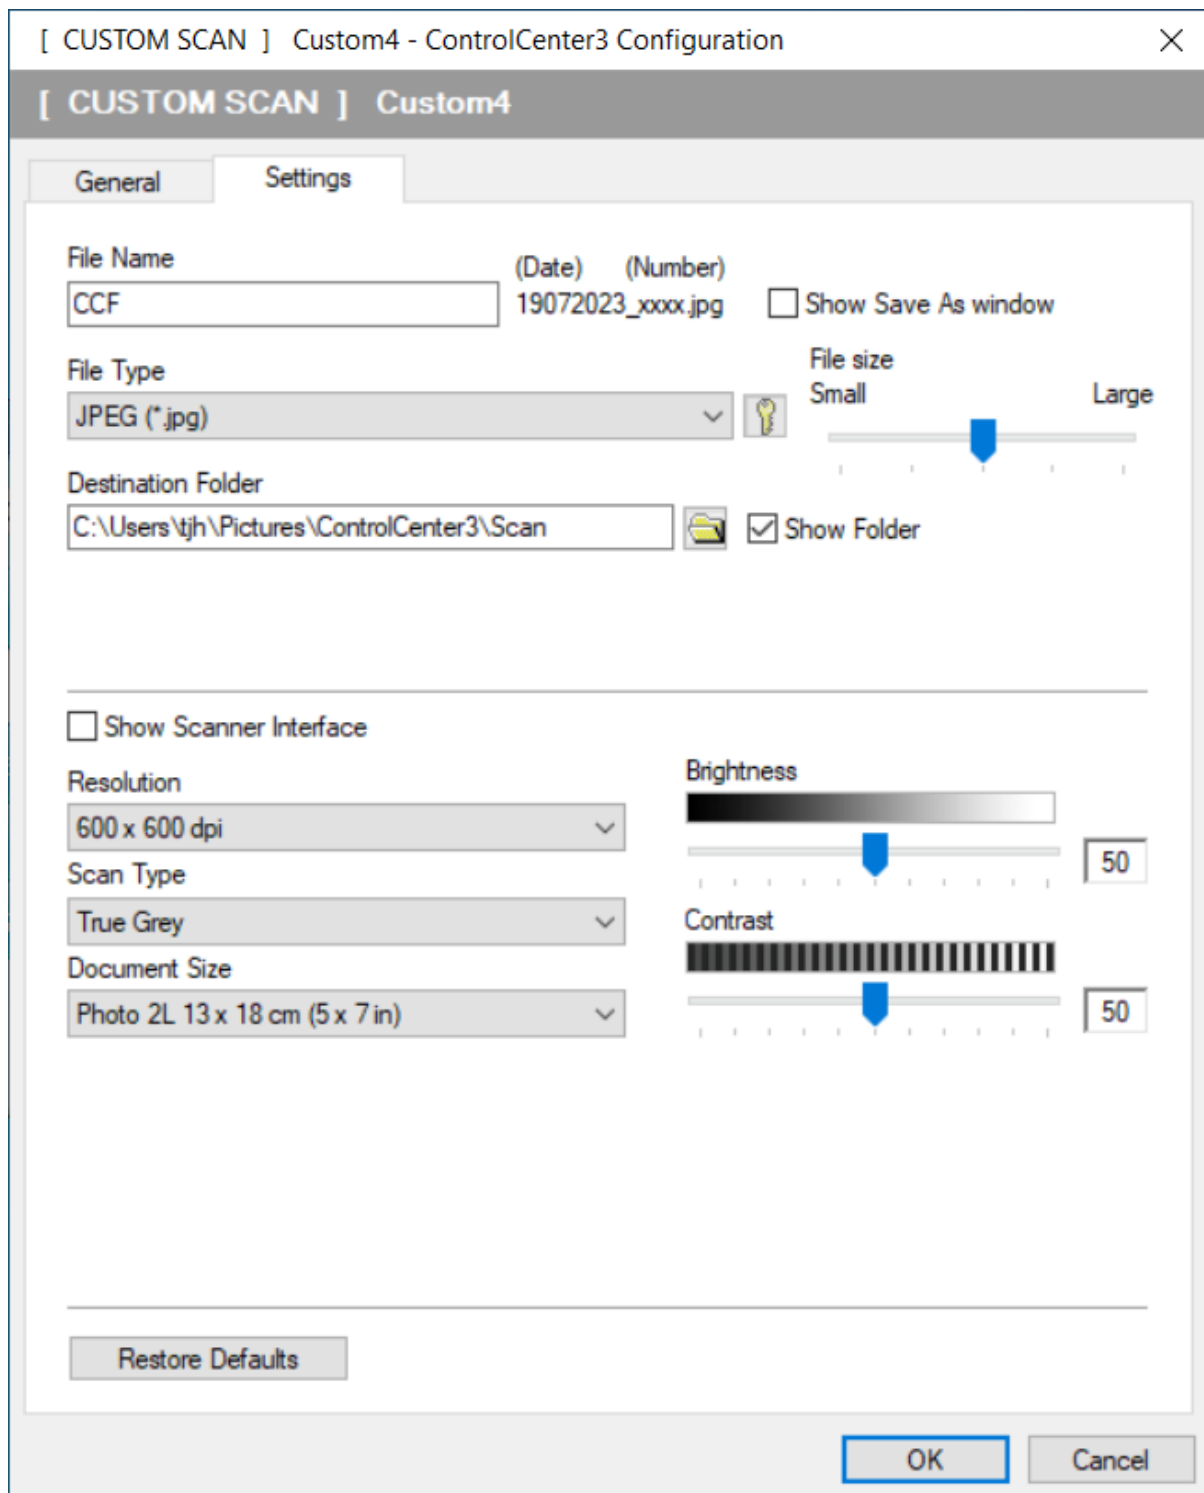 [ CUSTOM SCAN ] Custom4 - ControlCenter3 Configuration
[ CUSTOM SCAN ] Custom4
General Settings
File Name
(Date) (Number)
CCF 19072023_xxxx.jpg Show Save As window
File Type
File size
Small Large
JPEG (*.jpg)
Destination Folder
C:\Users\tjh\Pictures\ControlCenter3\Scan Show Folder
Show Scanner Interface
Resolution
600 x 600 dpi
Scan Type
True Grey
Document Size
Photo 2L 13 x 18 cm (5 x 7 in)
Brightness
50
Contrast
50
Restore Defaults
OK Cancel